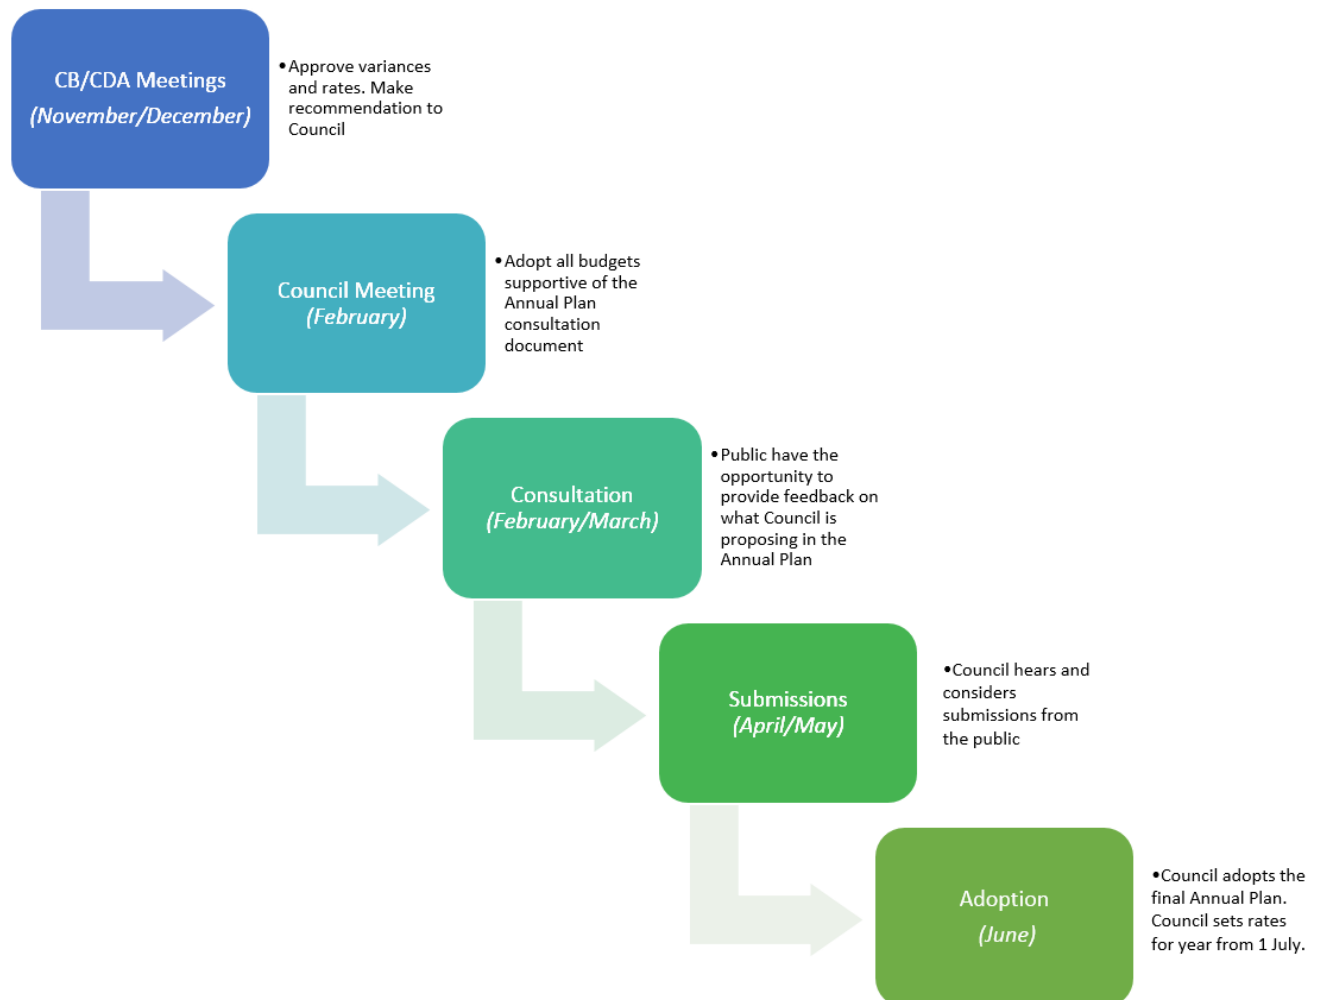 CB/CDA Meetings
(November/December)
•Approve variances
and rates. Make
recommendation to
Council
Council Meeting
(February)
•Adopt all budgets
supportive of the
Annual Plan
consultation
document
Consultation
(February/March)
•Public have the
opportunity to
provide feedback on
what Council is
proposing in the
Annual Plan
Submissions
(April/May)
•Council hears and
considers
submissions from
the public
Adoption
(June)
•Council adopts the
final Annual Plan.
Council sets rates
for year from 1 July.